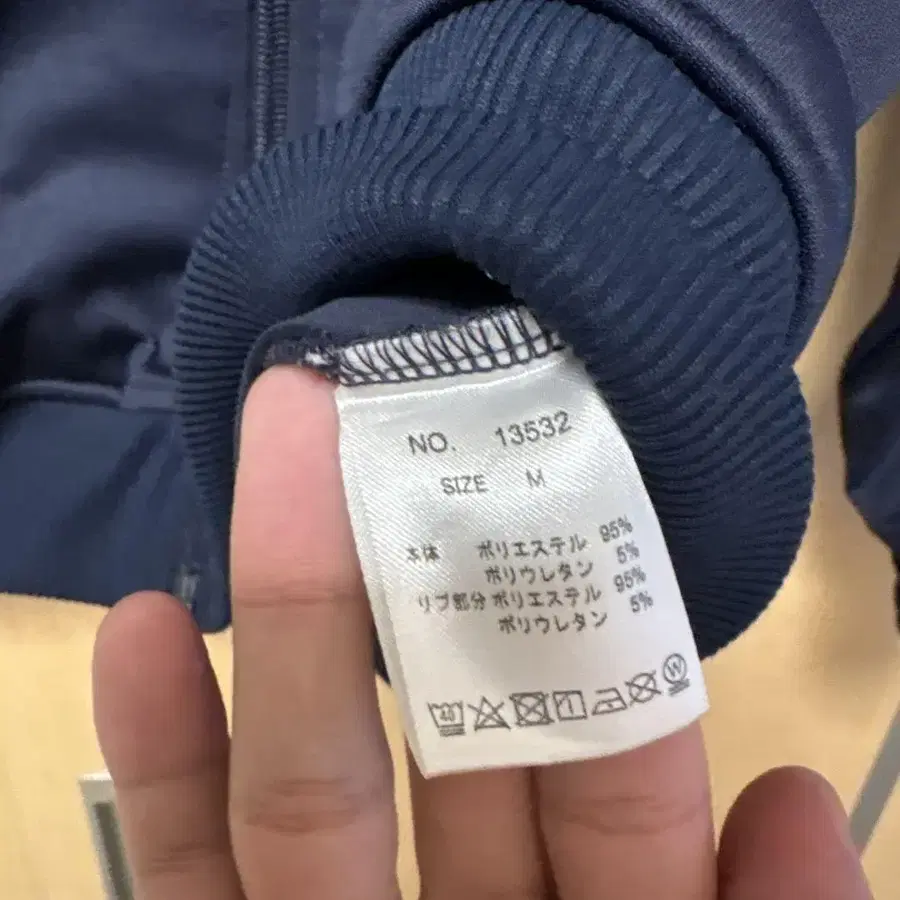 NO. 13532
SIZE M
本体 ポリエステル 95%
ポリウレタン 5%
リブ部分 ポリエステル 95%
ポリウレタン 5%
40
W